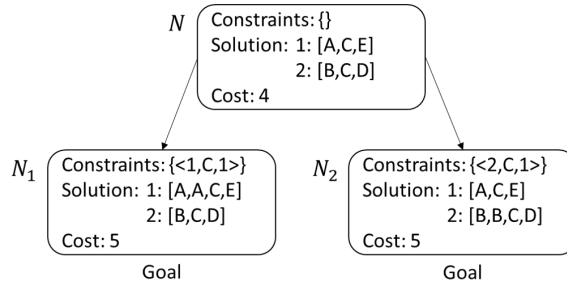 N
Constraints: {}
Solution: 1: [A,C,E]
2: [B,C,D]
Cost: 4
N₁
Constraints: {<1,C,1>}
Solution: 1: [A,A,C,E]
2: [B,C,D]
Cost: 5
Goal
N₂
Constraints: {<2,C,1>}
Solution: 1: [A,C,E]
2: [B,B,C,D]
Cost: 5
Goal